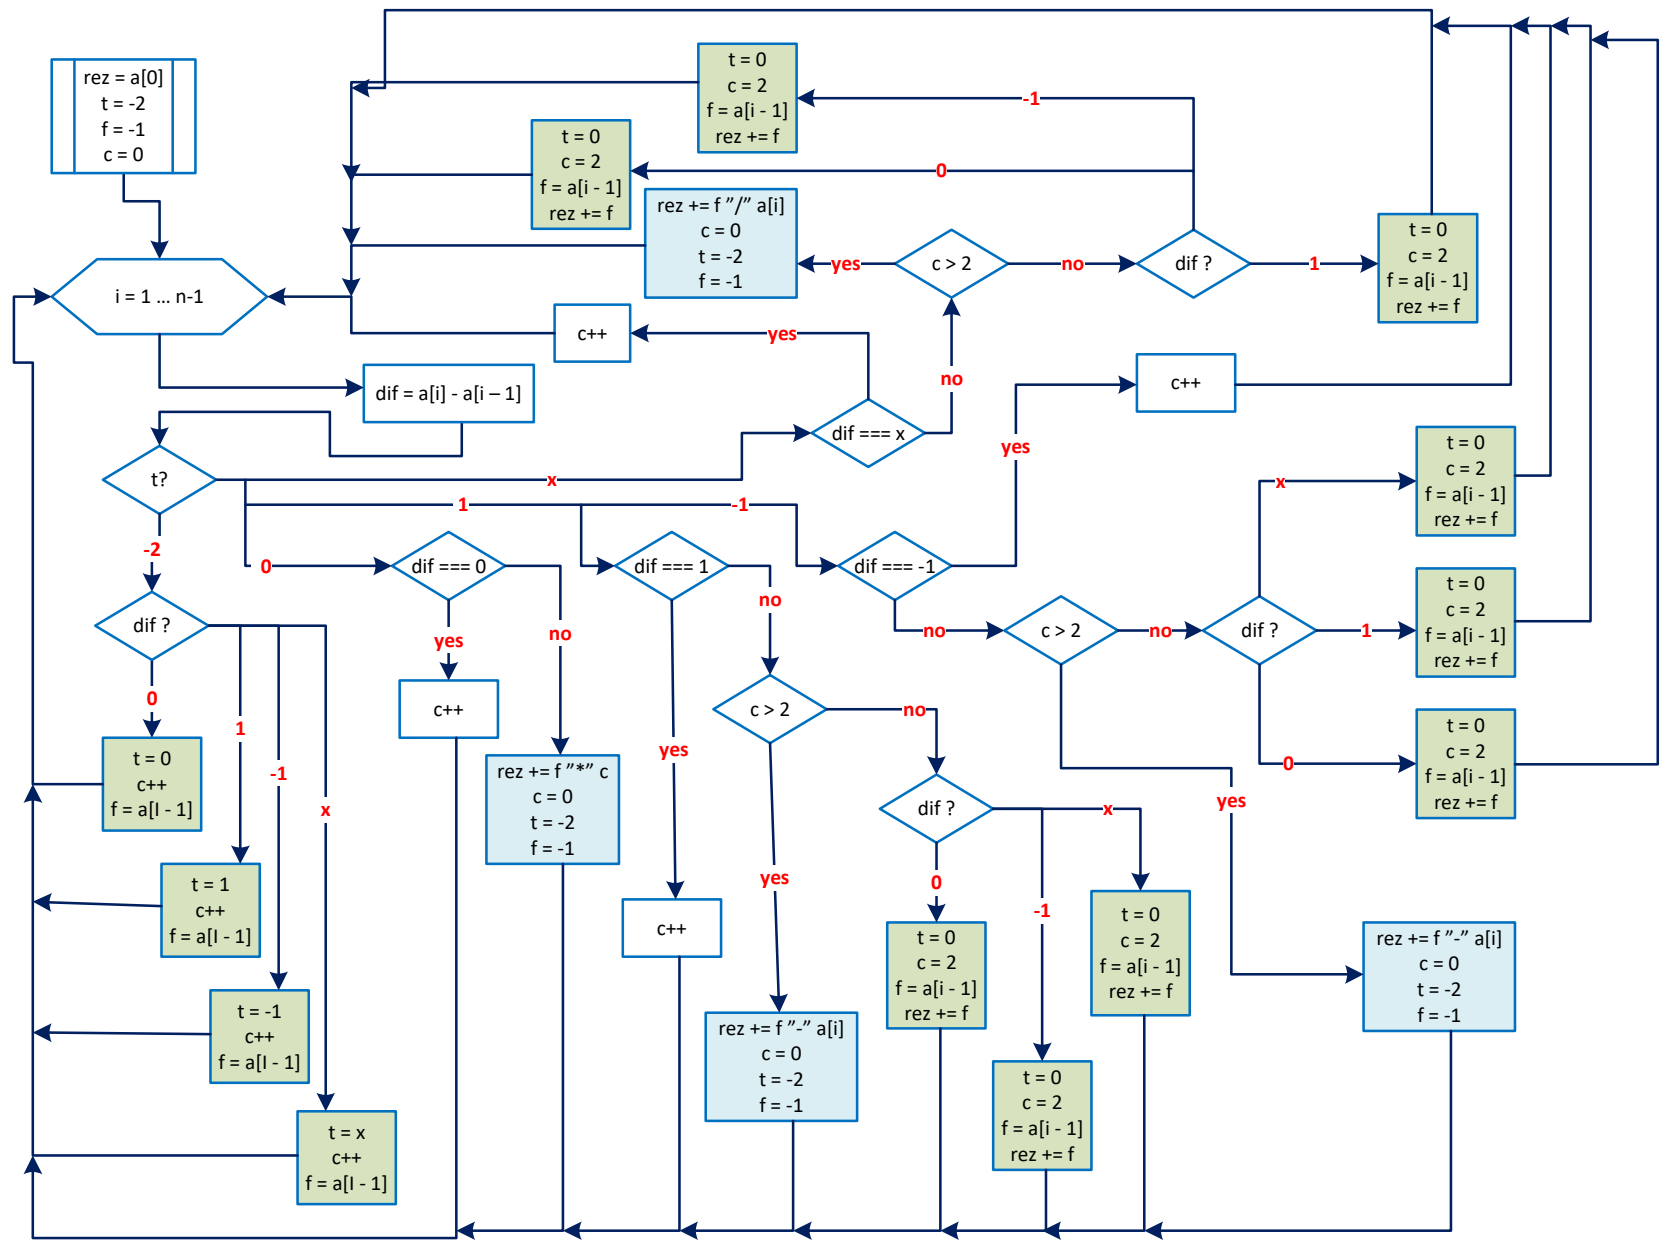 rez = a[0]
t = -2
f = -1
c = 0
i = 1 ... n-1
dif = a[i] - a[i – 1]
t?
-2
dif ?
0
1
-1
x
t = 0
c++
f = a[I - 1]
t = 1
c++
f = a[I - 1]
t = -1
c++
f = a[I - 1]
t = x
c++
f = a[I - 1]
x
1
-1
0
dif === 0
yes
no
c++
rez += f ”*” c
c = 0
t = -2
f = -1
dif === 1
yes
no
c++
c > 2
yes
no
rez += f ”-” a[i]
c = 0
t = -2
f = -1
dif ?
0
-1
x
t = 0
c = 2
f = a[i - 1]
rez += f
t = 0
c = 2
f = a[i - 1]
rez += f
t = 0
c = 2
f = a[i - 1]
rez += f
dif === -1
yes
no
c++
c > 2
no
yes
rez += f ”-” a[i]
c = 0
t = -2
f = -1
dif ?
x
1
0
t = 0
c = 2
f = a[i - 1]
rez += f
t = 0
c = 2
f = a[i - 1]
rez += f
t = 0
c = 2
f = a[i - 1]
rez += f
dif === x
yes
no
c++
c > 2
yes
no
rez += f ”/” a[i]
c = 0
t = -2
f = -1
dif ?
-1
0
1
t = 0
c = 2
f = a[i - 1]
rez += f
t = 0
c = 2
f = a[i - 1]
rez += f
t = 0
c = 2
f = a[i - 1]
rez += f